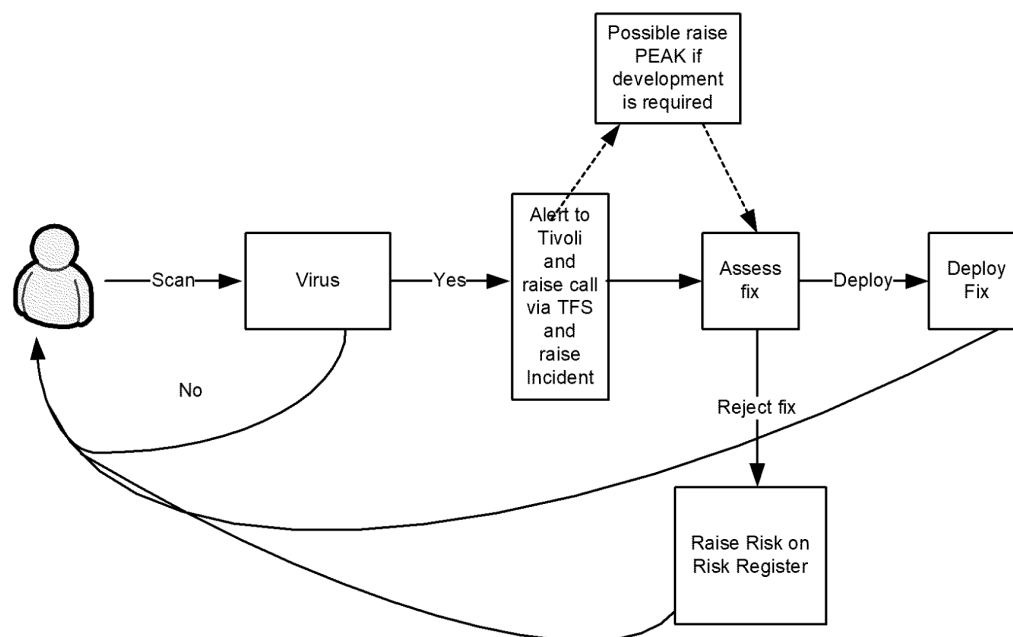 Possible raise
PEAK if
development
is required
Scan
Virus
Yes
Alert to
Tivoli
and
raise call
via TFS
and
raise
Incident
Assess
fix
Deploy
Deploy
Fix
No
Reject fix
Raise Risk on
Risk Register